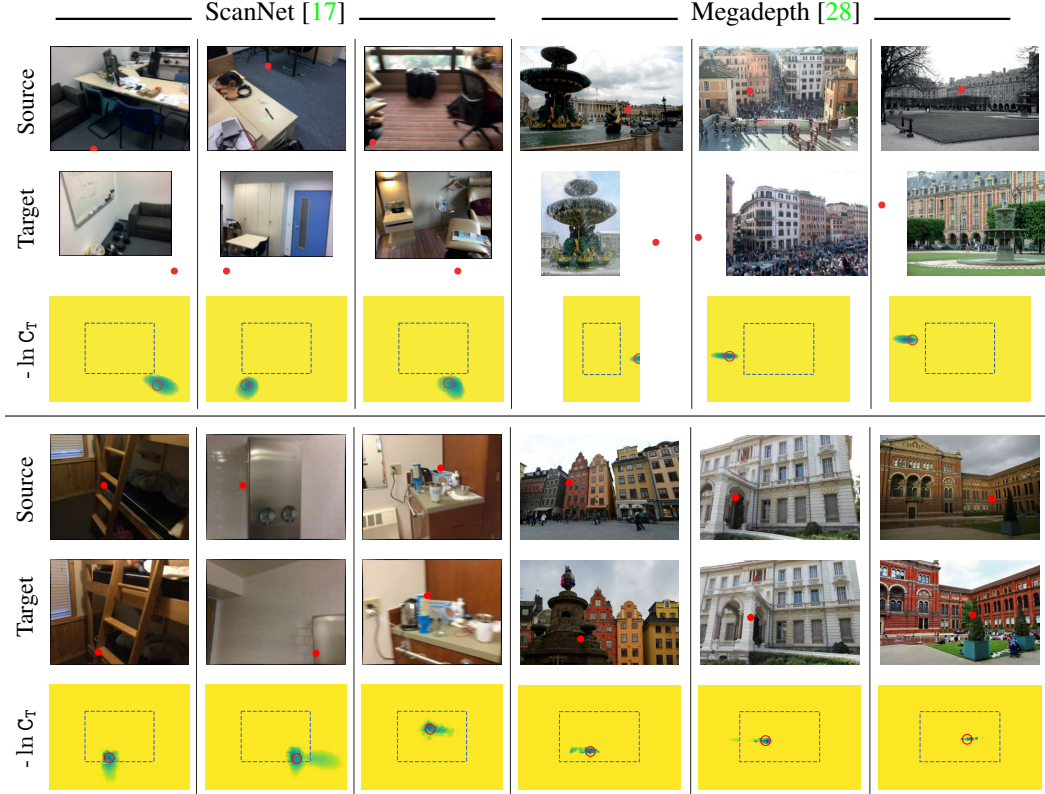 ScanNet [17] Megadepth [28]
Source
Target
- ln C_T
Source
Target
- ln C_T